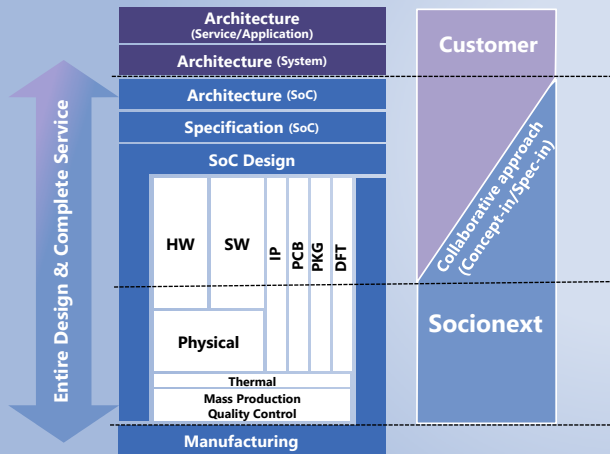 Architecture
(Service/Application)
Architecture (System)
Architecture (SoC)
Specification (SoC)
SoC Design
HW
SW
IP
PCB
PKG
DFT
Physical
Thermal
Mass Production
Quality Control
Manufacturing
Entire Design & Complete Service
Customer
Collaborative approach
(Concept-in/Spec-in)
Socionext